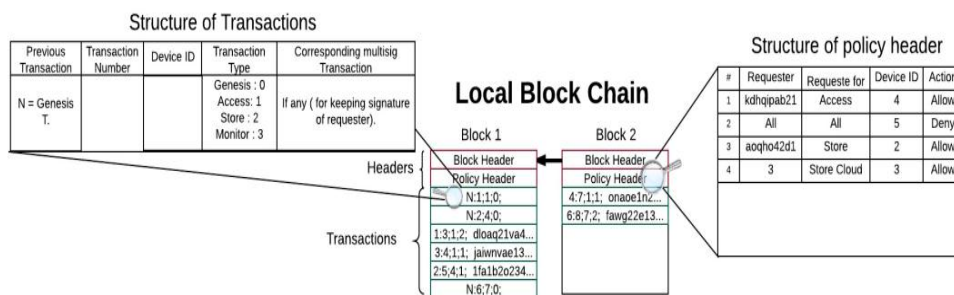 Structure of Transactions
Previous Transaction
Transaction Number
Device ID
Transaction Type
Corresponding multisig Transaction
N = Genesis T.
Genesis : 0
Access: 1
Store : 2
Monitor : 3
If any ( for keeping signature of requester).
Local Block Chain
Block 1
Block 2
Headers
Transactions
Block Header
Policy Header
N:1;1;0;
N:2;4;0;
1:3;1;2; dloaq21va4...
3:4;1;1; jaiwnvae13...
2:5;4;1; 1fa1b2o234...
N:6;7;0;
Block Header
Policy Header
4:7;1;1; onaoe1n2...
6:8;7;2; fawg22e13...
Structure of policy header
# Requester Requeste for Device ID Action
1 kdhqipab21 Access 4 Allow
2 All All 5 Deny
3 aoqho42d1 Store 2 Allow
4 3 Store Cloud 3 Allow